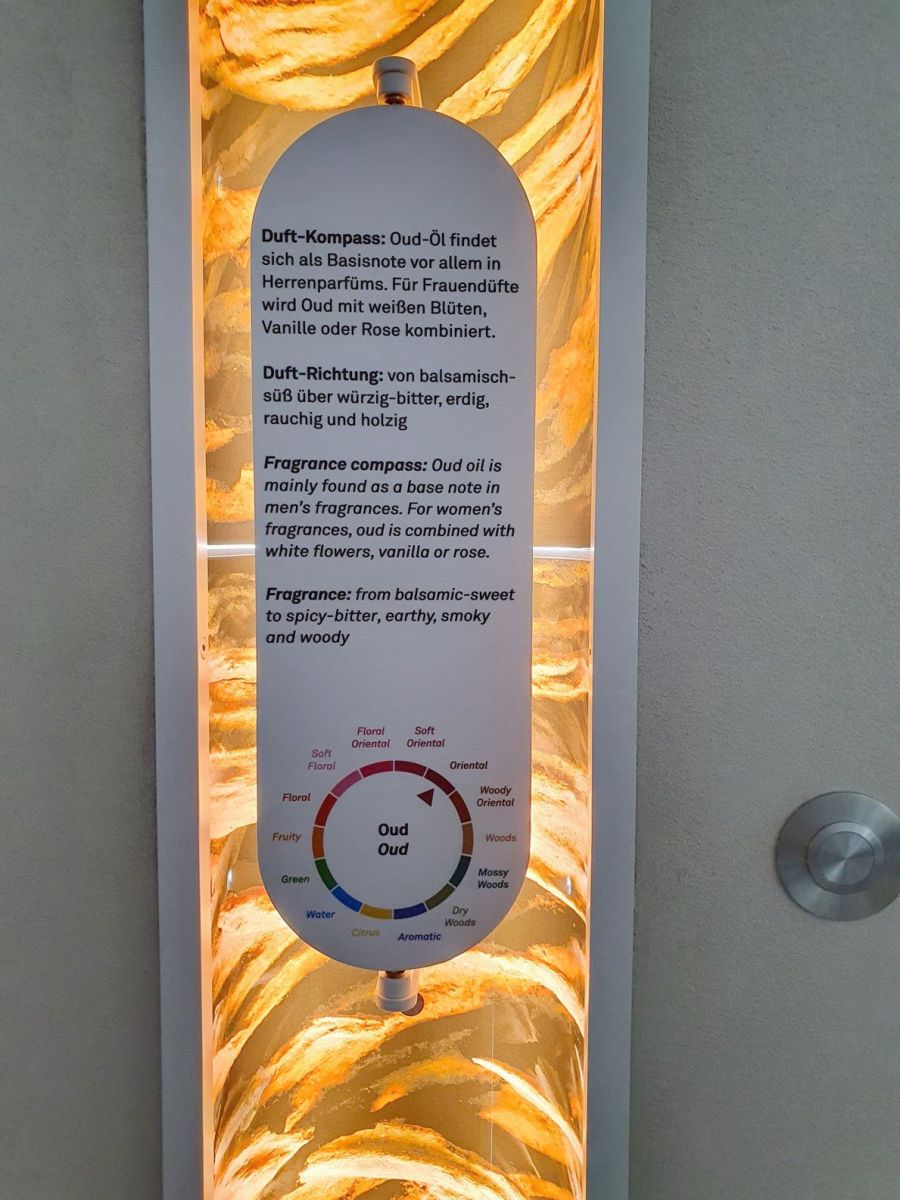 Duft-Kompass: Oud-Öl findet
sich als Basisnote vor allem in
Herrenparfüms. Für Frauendüfte
wird Oud mit weißen Blüten,
Vanille oder Rose kombiniert.
Duft-Richtung: von balsamisch-
süß über würzig-bitter, erdig,
rauchig und holzig
Fragrance compass: Oud oil is
mainly found as a base note in
men's fragrances. For women's
fragrances, oud is combined with
white flowers, vanilla or rose.
Fragrance: from balsamic-sweet
to spicy-bitter, earthy, smoky
and woody
Floral
Oriental
Soft
Oriental
Oriental
Woody
Oriental
Woods
Mossy
Woods
Dry
Woods
Aromatic
Citrus
Water
Green
Fruity
Floral
Soft
Floral
Oud
Oud